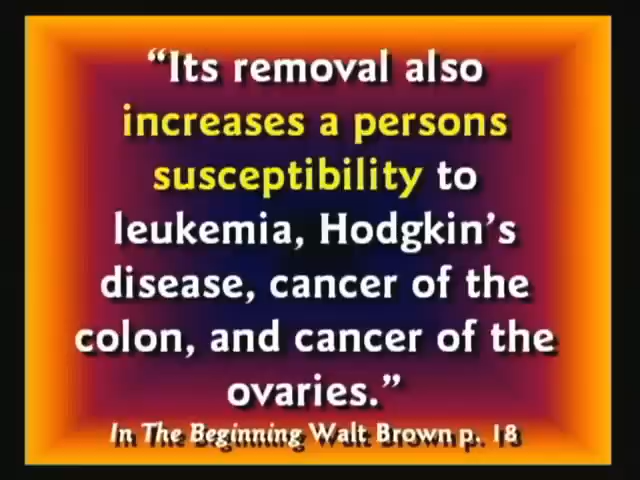 “Its removal also
increases a persons
susceptibility to
leukemia, Hodgkin’s
disease, cancer of the
colon, and cancer of the
ovaries.”
In The Beginning Walt Brown p. 18